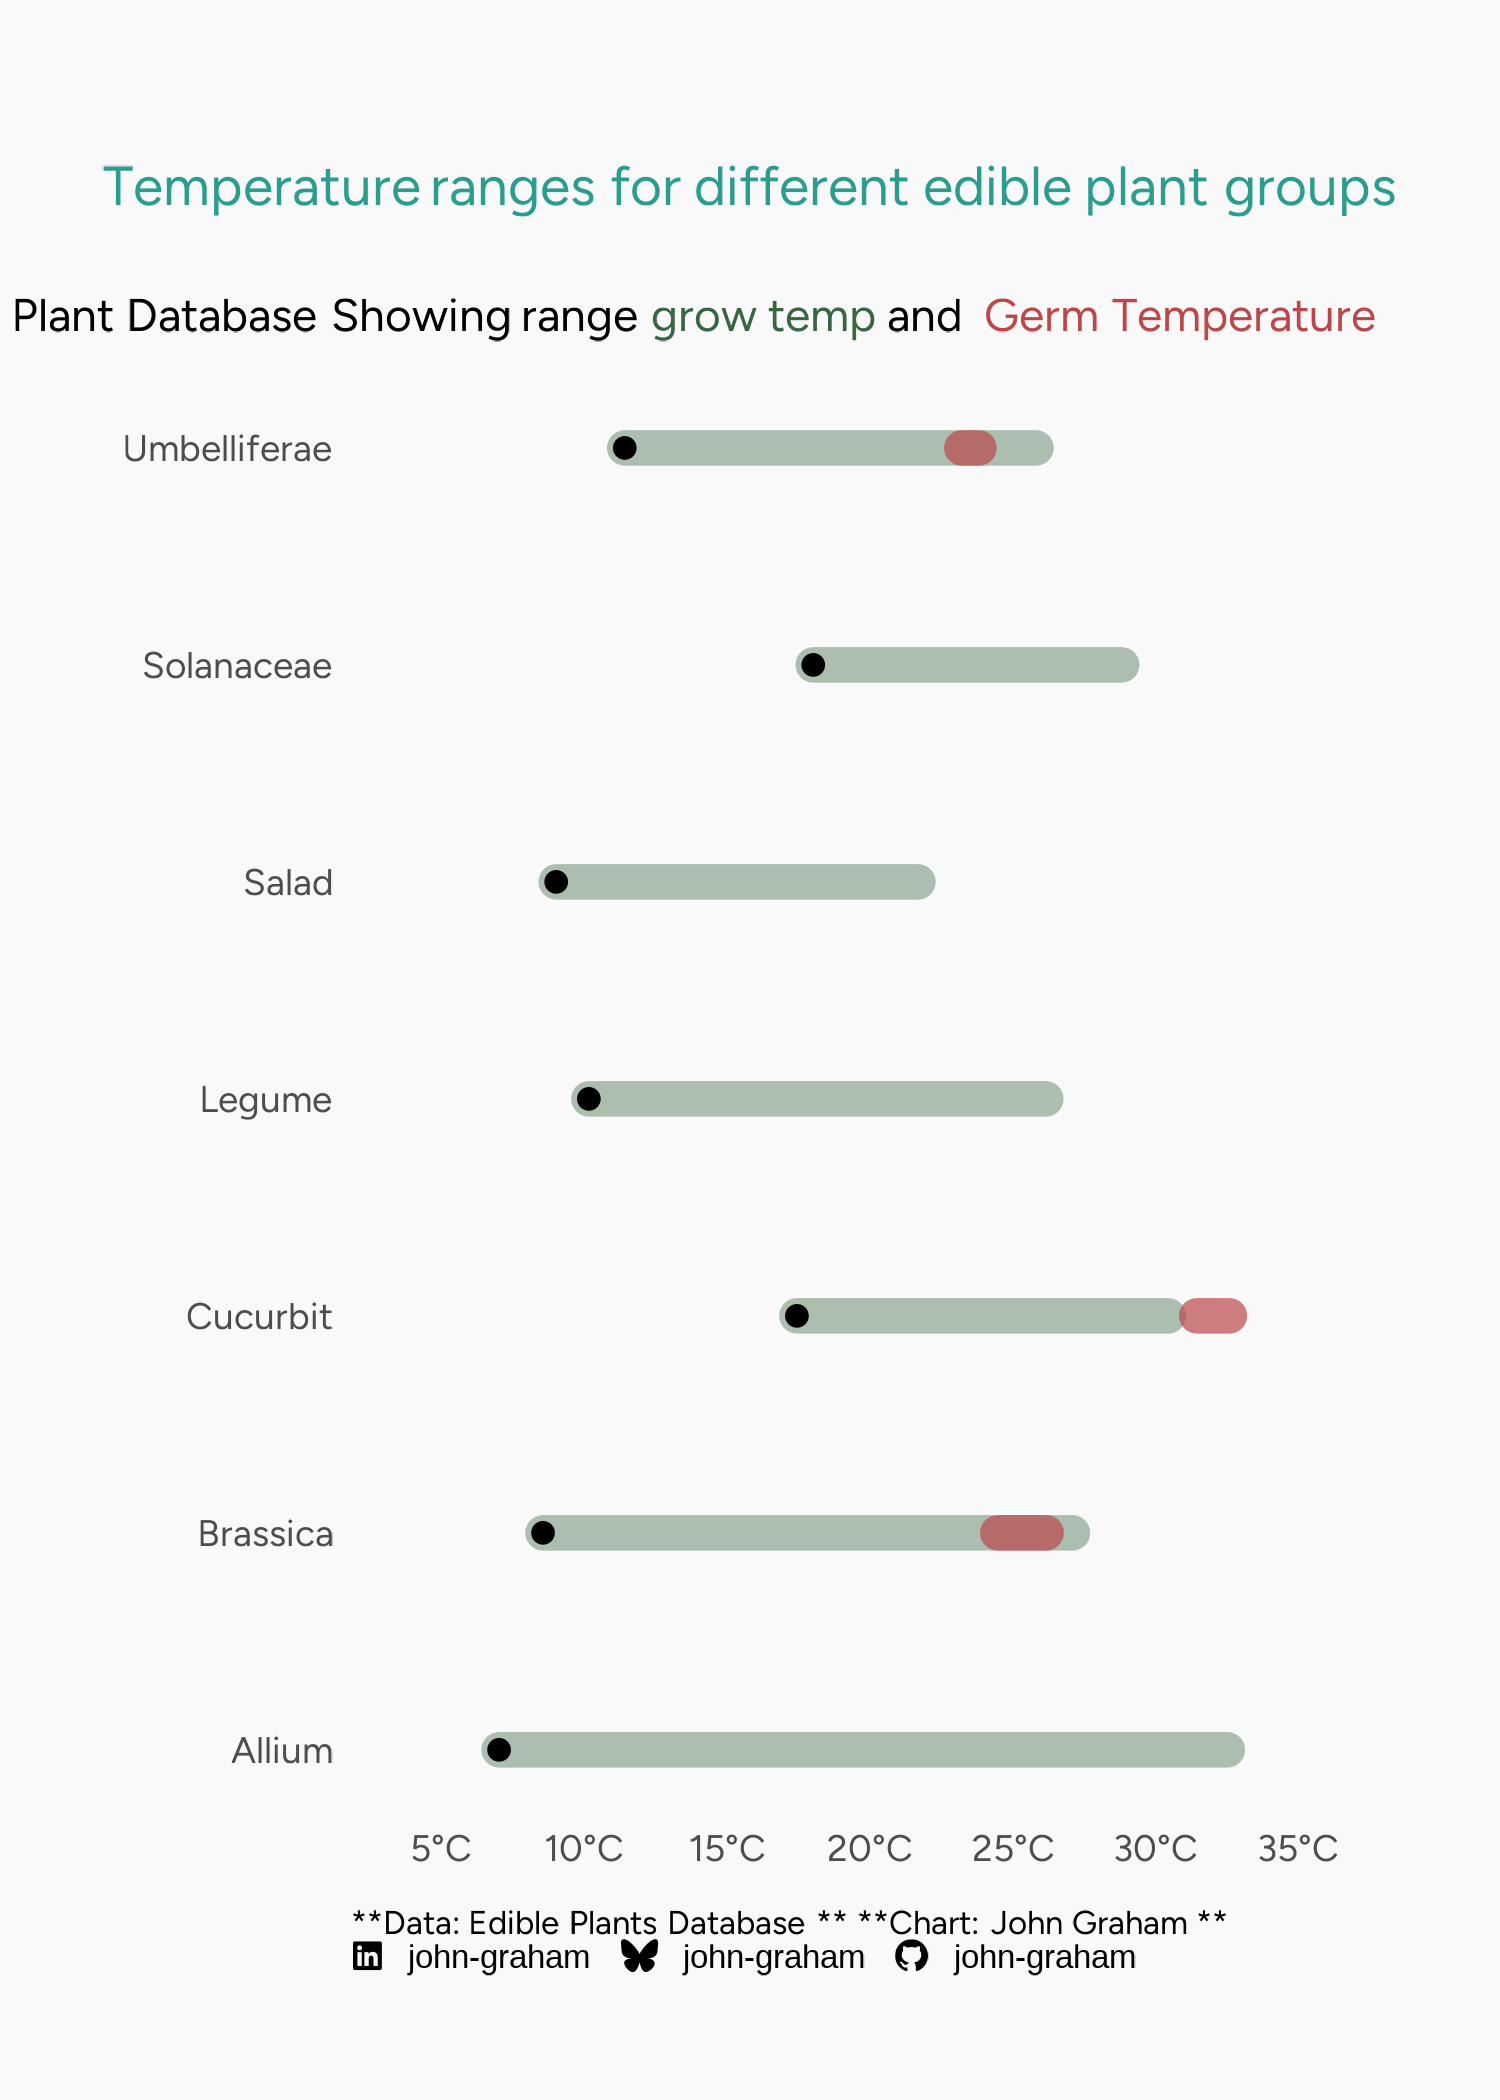 Temperature ranges for different edible plant groups
Plant Database Showing range grow temp and Germ Temperature
Umbelliferae
Solanaceae
Salad
Legume
Cucurbit
Brassica
Allium
5°C 10°C 15°C 20°C 25°C 30°C 35°C
**Data: Edible Plants Database ** **Chart: John Graham **
in john-graham john-graham john-graham